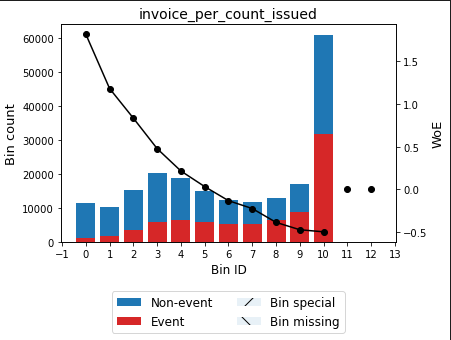 invoice_per_count_issued
60000
50000
40000
30000
20000
10000
0
Bin count
1.5
1.0
0.5
0.0
−0.5
WoE
−1 0 1 2 3 4 5 6 7 8 9 10 11 12 13
Bin ID
Non-event Bin special
Event Bin missing